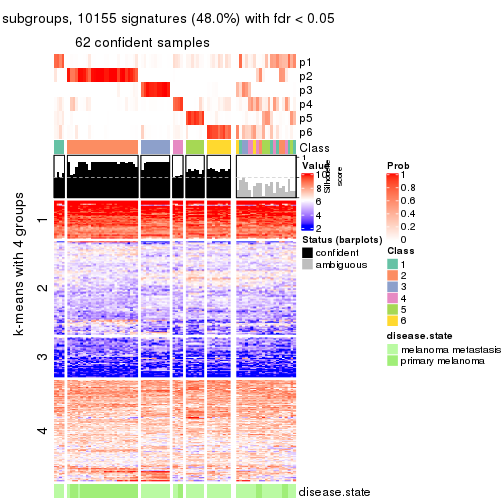 subgroups, 10155 signatures (48.0%) with fdr < 0.05
62 confident samples
p1
p2
p3
p4
p5
p6
Class
1
Silhouette
score
k-means with 4 groups
1
2
3
4
disease.state
Value
10
8
6
4
2
Status (barplots)
confident
ambiguous
Prob
1
0.8
0.6
0.4
0.2
0
Class
1
2
3
4
5
6
disease.state
melanoma metastasis
primary melanoma